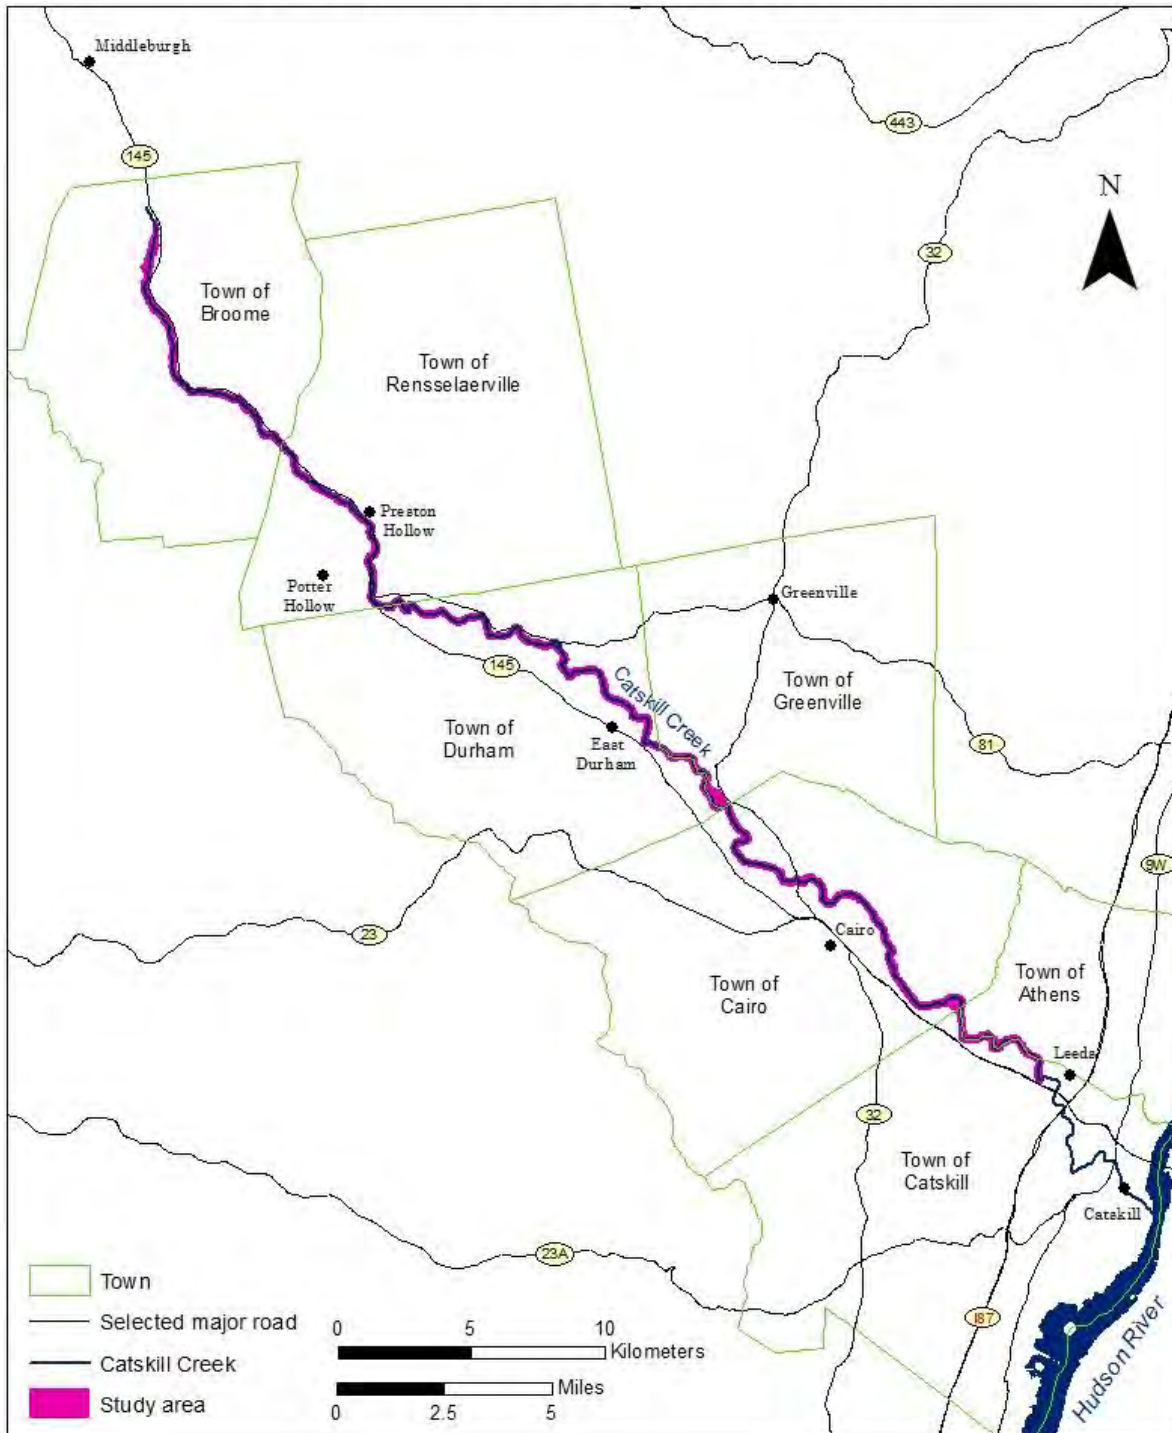 Middleburgh
443
145
N
32
Town of
Broome
Town of
Rensselaerville
Preston
Hollow
Potter
Hollow
Greenville
145
Catskill Creek
Town of
Greenville
Town of
Durham
East
Durham
81
9W
23
Cairo
Town of
Cairo
Town of
Athens
Leeds
32
Town of
Catskill
Catskill
23A
I87
Hudson River
Town
Selected major road
Catskill Creek
Study area
0 5 10
Kilometers
Miles
0 2.5 5